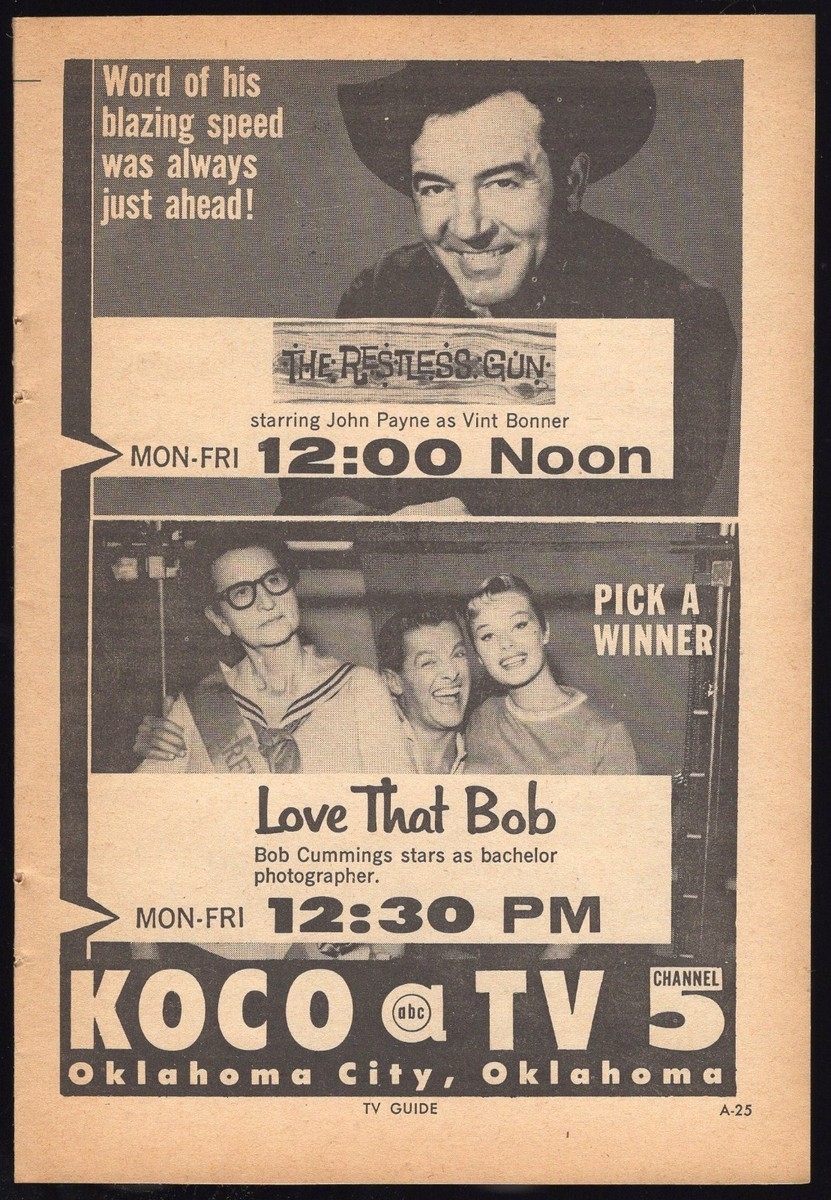 Word of his
blazing speed
was always
just ahead!
THE RESTLESS GUN
starring John Payne as Vint Bonner
MON-FRI 12:00 Noon
PICK A
WINNER
Love That Bob
Bob Cummings stars as bachelor
photographer.
MON-FRI 12:30 PM
KOCO abc TV CHANNEL 5
Oklahoma City, Oklahoma
TV GUIDE
A-25